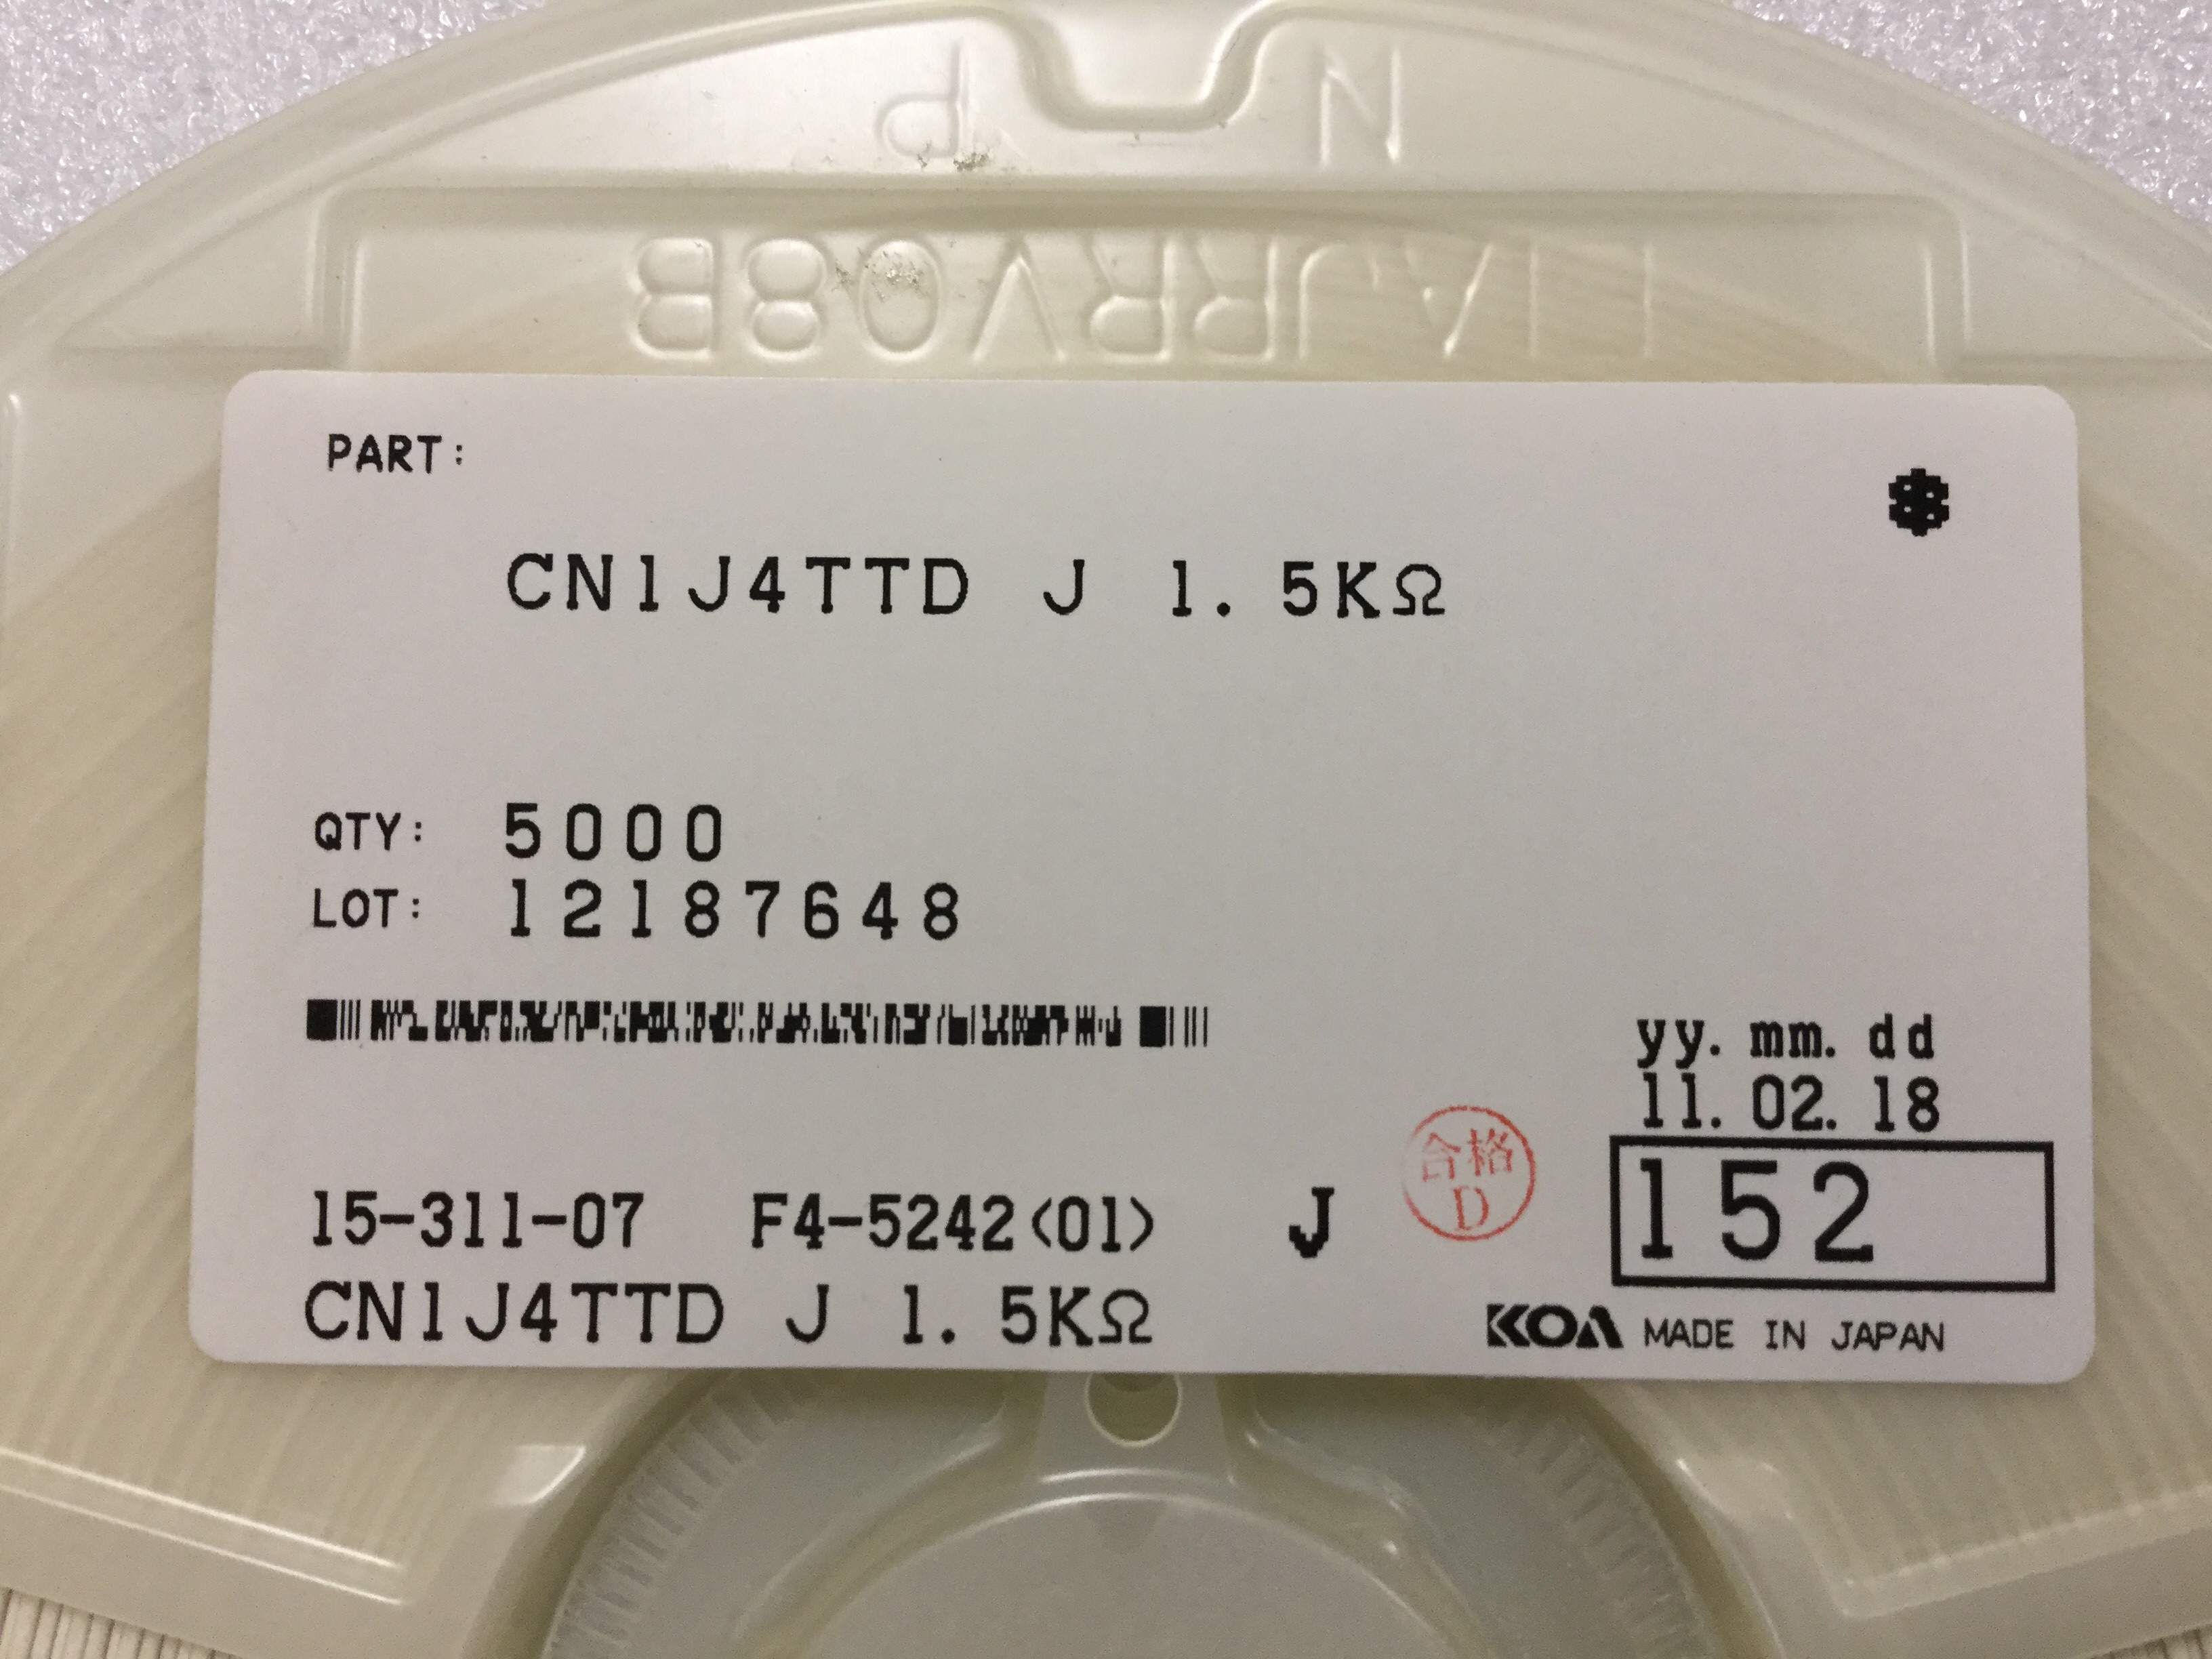 N P
EIAJRRV08B
PART:
CN1J4TTD J 1.5KΩ
QTY: 5000
LOT: 12187648
yy. mm. dd
11. 02. 18
合格
D
152
15-311-07 F4-5242<01> J
CN1J4TTD J 1.5KΩ
KOA MADE IN JAPAN